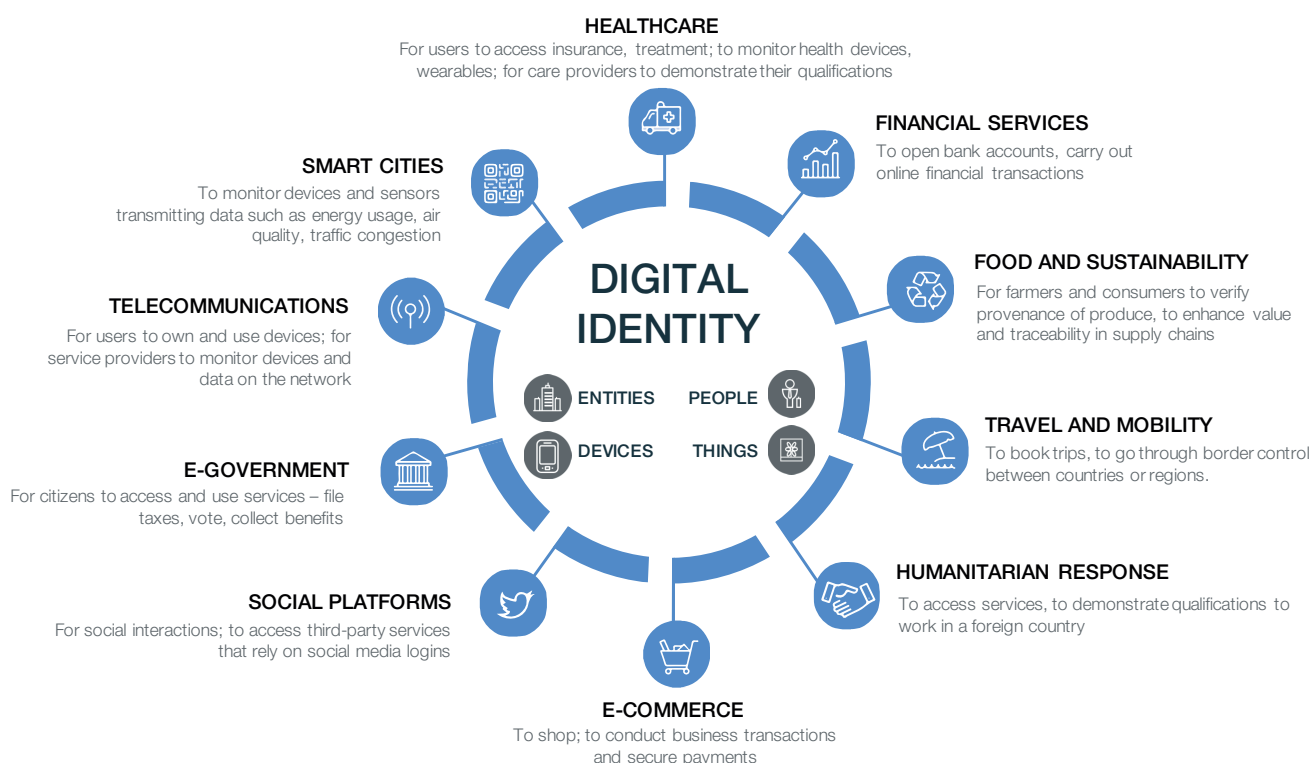 HEALTHCARE
For users to access insurance, treatment; to monitor health devices,
wearables; for care providers to demonstrate their qualifications
FINANCIAL SERVICES
To open bank accounts, carry out
online financial transactions
SMART CITIES
To monitor devices and sensors
transmitting data such as energy usage, air
quality, traffic congestion
FOOD AND SUSTAINABILITY
For farmers and consumers to verify
provenance of produce, to enhance value
and traceability in supply chains
TELECOMMUNICATIONS
For users to own and use devices; for
service providers to monitor devices and
data on the network
DIGITAL
IDENTITY
ENTITIES
PEOPLE
DEVICES
THINGS
TRAVEL AND MOBILITY
To book trips, to go through border control
between countries or regions.
E-GOVERNMENT
For citizens to access and use services – file
taxes, vote, collect benefits
HUMANITARIAN RESPONSE
To access services, to demonstrate qualifications to
work in a foreign country
SOCIAL PLATFORMS
For social interactions; to access third-party services
that rely on social media logins
E-COMMERCE
To shop; to conduct business transactions
and secure payments